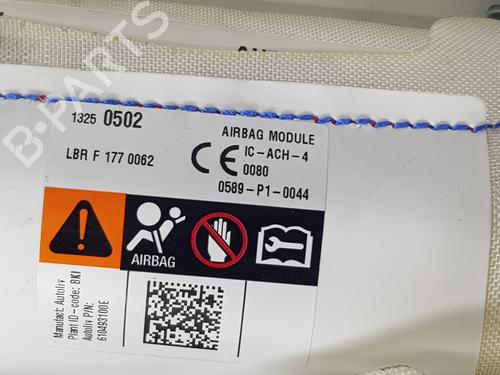 B-PARTS
1325 0502
LBR F 177 0062
AIRBAG MODULE
CE
IC-ACH-4
0080
0589-P1-0044
AIRBAG
Manufact: Autoliv
Plant ID-code: BKI
Autoliv P/N:
610493100E